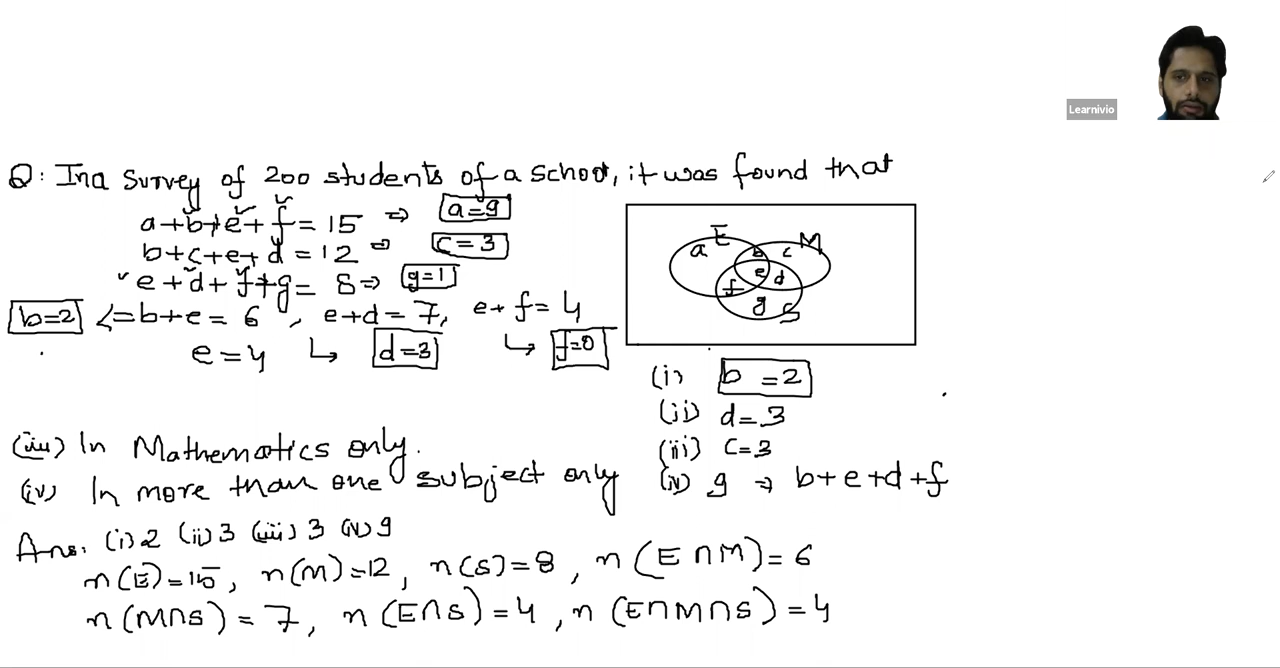 Learnivio
Q: In a survey of 200 students of a school, it was found that
a+b+e+f=15 => a=9
b+c+e+d=12 => c=3
e+d+f+g=8 => g=1
b=2 <= b+e=6, e+d=7, e+f=4
e=4 ↳ d=3 ↳ f=0
E
M
a
b
c
e
d
f
g
S
(i) b=2
(ii) d=3
(iii) c=3
(iv) 9 => b+e+d+f
(iii) In Mathematics only.
(iv) In more than one subject only
Ans: (i) 2 (ii) 3 (iii) 3 (iv) 9
n(E)=15, n(M)=12, n(S)=8, n(E∩M)=6
n(M∩S)=7, n(E∩S)=4, n(E∩M∩S)=4